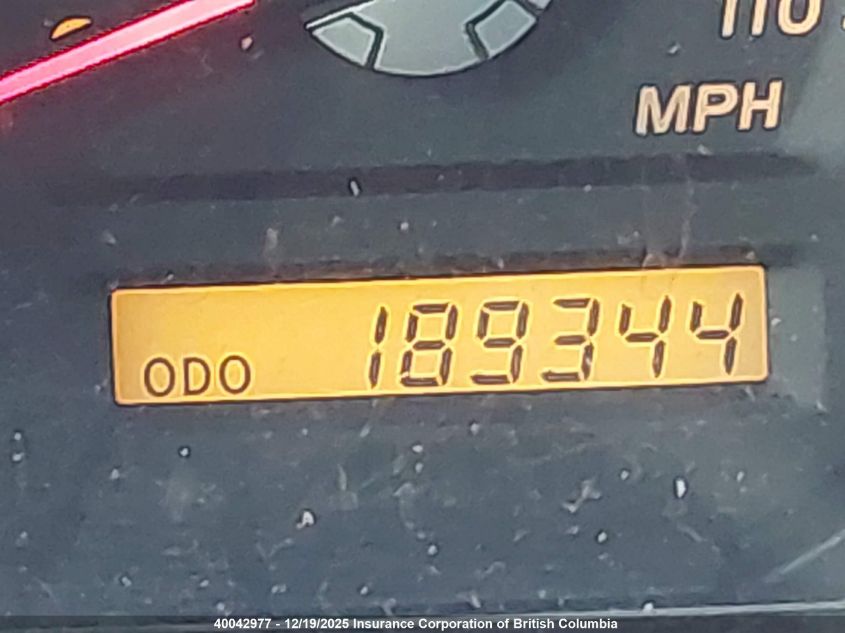 110
MPH
ODO 189344
40042977 - 12/19/2025 Insurance Corporation of British Columbia